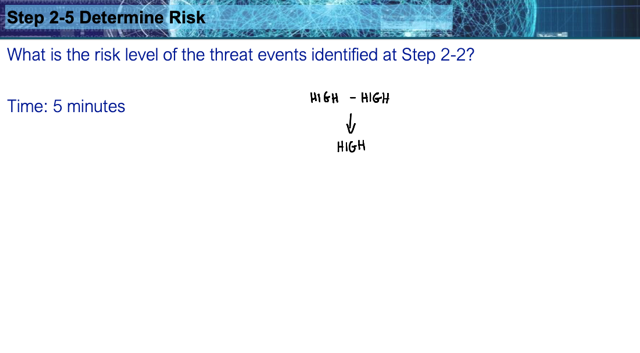 Step 2-5 Determine Risk
What is the risk level of the threat events identified at Step 2-2?
Time: 5 minutes
HIGH – HIGH
↓
HIGH